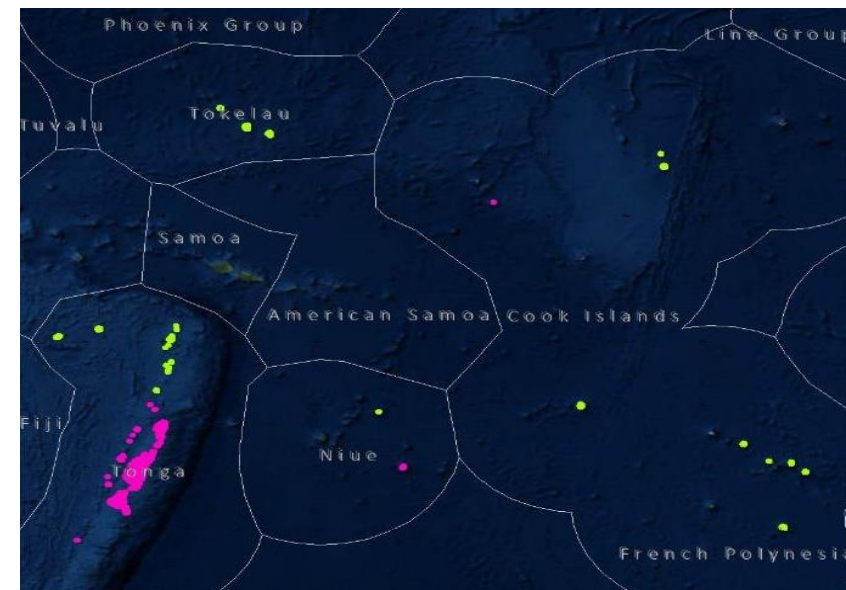 Phoenix Group
Line Group
Tokelau
Tuvalu
Samoa
American Samoa
Cook Islands
Fiji
Tonga
Niue
French Polynesia